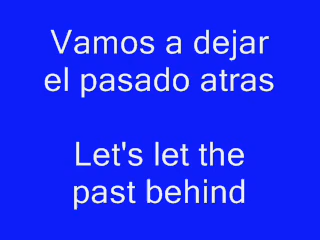 Vamos a dejar
el pasado atras
Let's let the
past behind